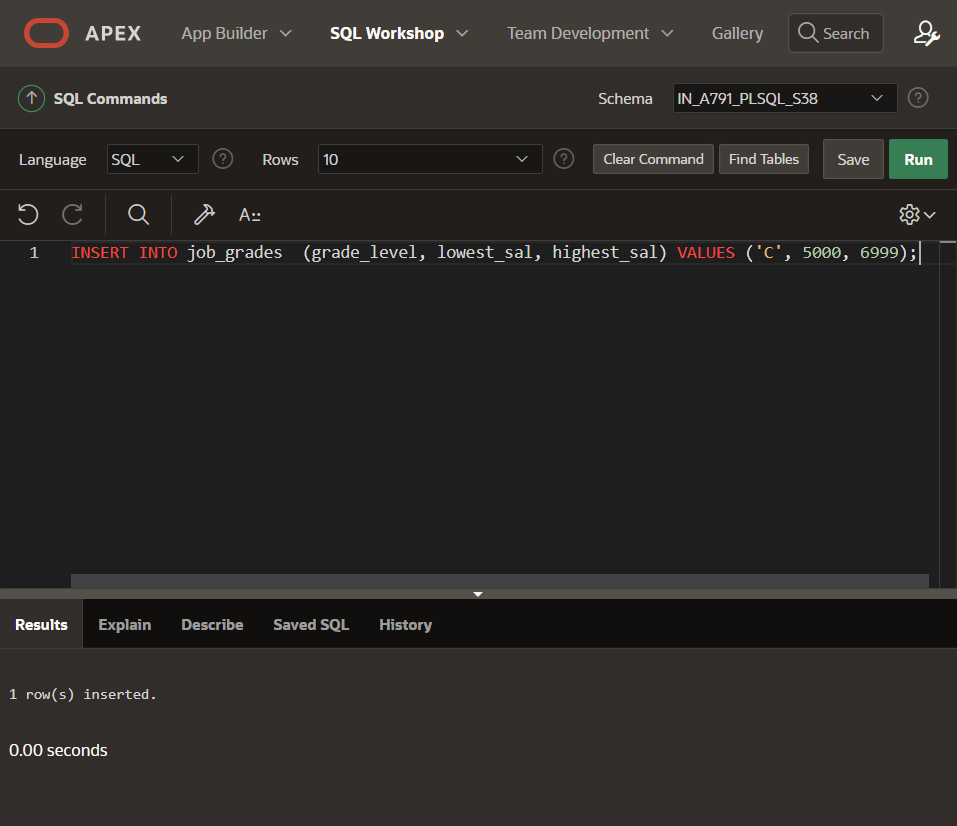 APEX App Builder SQL Workshop Team Development Gallery Search
SQL Commands Schema IN_A791_PLSQL_S38 ?
Language SQL ? Rows 10 ? Clear Command Find Tables Save Run
A::
1 INSERT INTO job_grades  (grade_level, lowest_sal, highest_sal) VALUES ('C', 5000, 6999);
Results Explain Describe Saved SQL History
1 row(s) inserted.
0.00 seconds